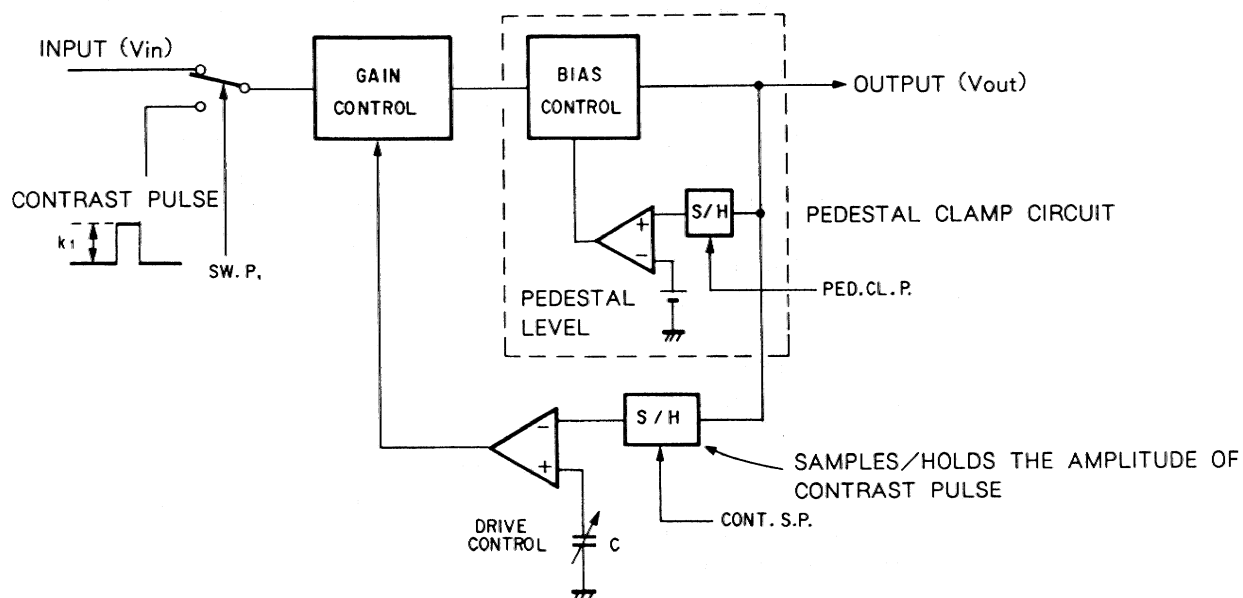 INPUT (Vin)
GAIN
CONTROL
BIAS
CONTROL
OUTPUT (Vout)
CONTRAST PULSE
k1
SW. P.
S/H
+
−
PEDESTAL CLAMP CIRCUIT
PED.CL.P.
PEDESTAL
LEVEL
S/H
−
+
SAMPLES/HOLDS THE AMPLITUDE OF
CONTRAST PULSE
CONT. S.P.
DRIVE
CONTROL
C